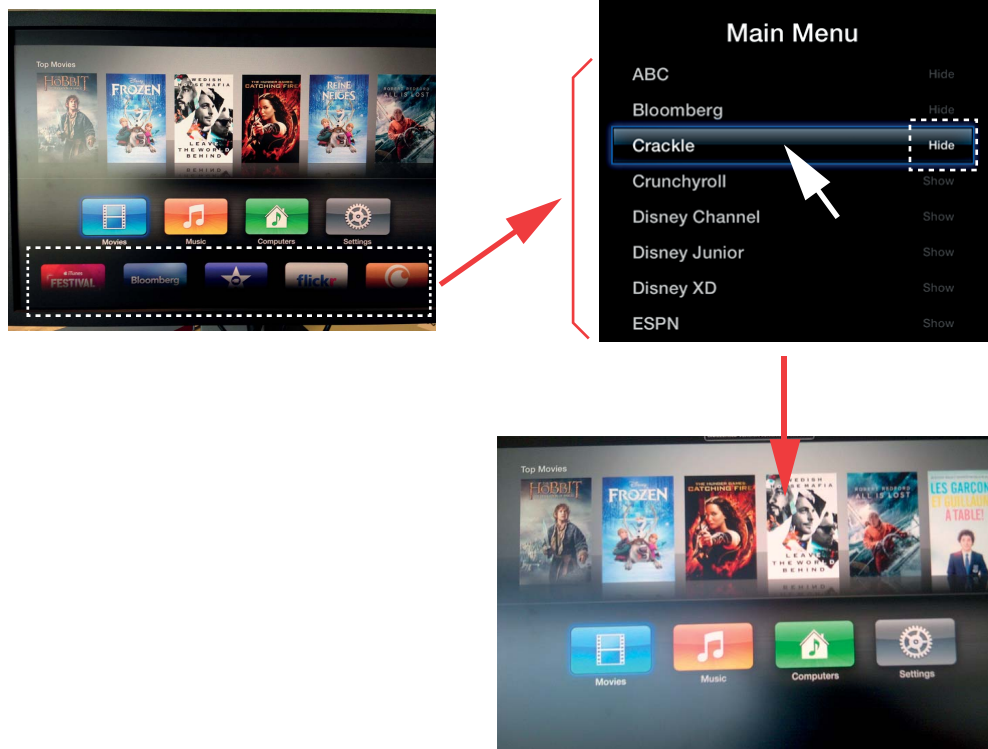 Top Movies
HOBBIT
Disney
FROZEN
SWEDISH
HOUSE MAFIA
LEAVE
THE WORLD
BEHIND
THE HUNGER GAMES
CATCHING FIRE
Disney
REINE
NEIGES
ROBERT REDFORD
ALL IS LOST
Movies
Music
Computers
Settings
iTunes
FESTIVAL
Bloomberg
flickr
Main Menu
ABC Hide
Bloomberg Hide
Crackle Hide
Crunchyroll Show
Disney Channel Show
Disney Junior Show
Disney XD Show
ESPN Show
Top Movies
HOBBIT
Disney
FROZEN
THE HUNGER GAMES
CATCHING FIRE
SWEDISH
HOUSE MAFIA
LEAVE
THE WORLD
BEHIND
ROBERT REDFORD
ALL IS LOST
LES GARÇONS
ET GUILLAUME
À TABLE!
Movies
Music
Computers
Settings